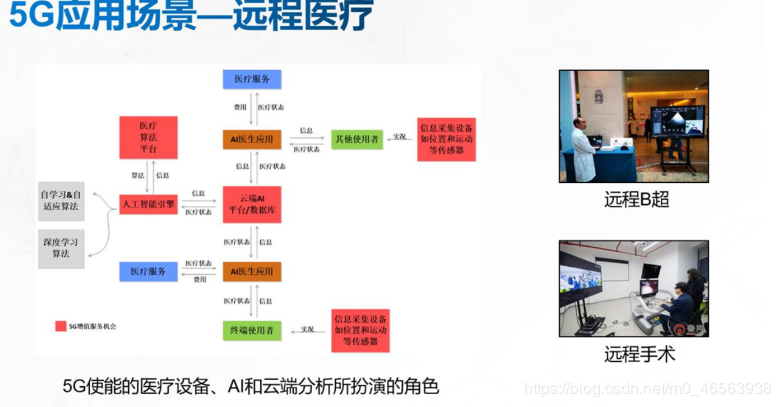 5G应用场景—远程医疗
医疗服务
费用
医疗状态
医疗
算法
平台
AI医生应用
信息
医疗状态
其他使用者
实况
信息采集设备
如位置和运动
等传感器
算法
信息
信息
医疗状态
自学习&自
适应算法
人工智能引擎
信息
医疗状态
云端AI
平台/数据库
深度学习
算法
医疗状态
信息
医疗服务
医疗状态
费用
AI医生应用
医疗状态
信息
5G增值服务机会
终端使用者
实况
信息采集设备
如位置和运动
等传感器
远程B超
远程手术
5G使能的医疗设备、AI和云端分析所扮演的角色
https://blog.csdn.net/m0_46563938